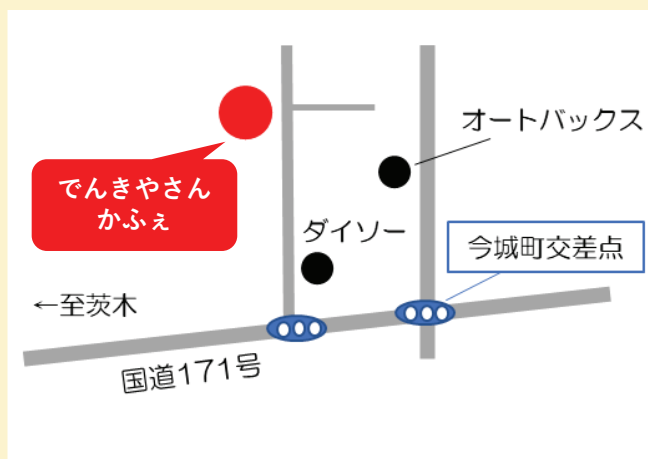 オートバックス
でんきやさん
かふぇ
ダイソー
今城町交差点
←至茨木
国道171号